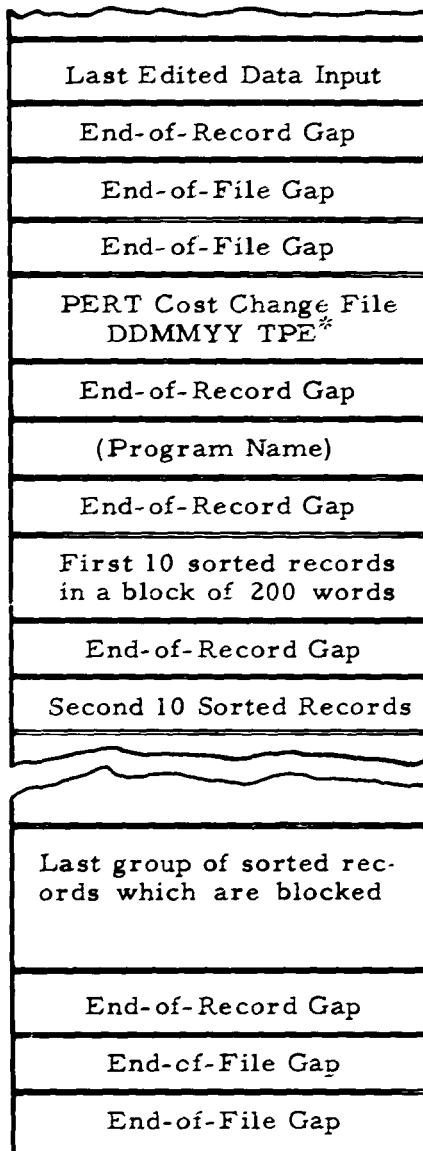 Last Edited Data Input
End-of-Record Gap
End-of-File Gap
End-of-File Gap
PERT Cost Change File
DDMMYY TPE*
End-of-Record Gap
(Program Name)
End-of-Record Gap
First 10 sorted records
in a block of 200 words
End-of-Record Gap
Second 10 Sorted Records
Last group of sorted rec-
ords which are blocked
End-of-Record Gap
End-of-File Gap
End-of-File Gap